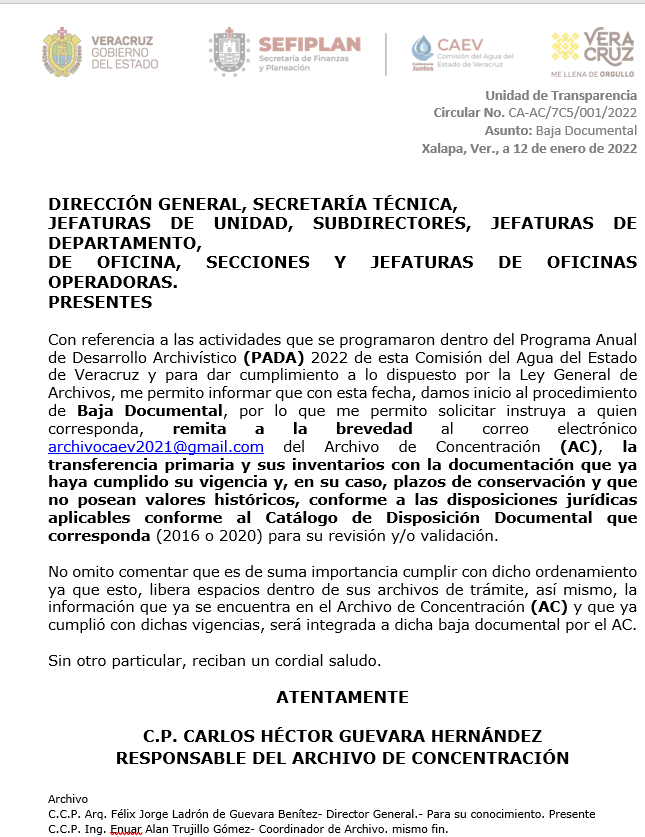 VERACRUZ
GOBIERNO
DEL ESTADO
SEFIPLAN
Secretaría de Finanzas
y Planeación
CAEV
Comisión del Agua del
Estado de Veracruz
VERA
CRUZ
ME LLENA DE ORGULLO
Unidad de Transparencia
Circular No. CA-AC/7C5/001/2022
Asunto: Baja Documental
Xalapa, Ver., a 12 de enero de 2022
DIRECCIÓN GENERAL, SECRETARÍA TÉCNICA,
JEFATURAS DE UNIDAD, SUBDIRECTORES, JEFATURAS DE
DEPARTAMENTO,
DE OFICINA, SECCIONES Y JEFATURAS DE OFICINAS
OPERADORAS.
PRESENTES
Con referencia a las actividades que se programaron dentro del Programa Anual
de Desarrollo Archivístico (PADA) 2022 de esta Comisión del Agua del Estado
de Veracruz y para dar cumplimiento a lo dispuesto por la Ley General de
Archivos, me permito informar que con esta fecha, damos inicio al procedimiento
de Baja Documental, por lo que me permito solicitar instruya a quien
corresponda, remita a la brevedad al correo electrónico
archivocaev2021@gmail.com del Archivo de Concentración (AC), la
transferencia primaria y sus inventarios con la documentación que ya
haya cumplido su vigencia y, en su caso, plazos de conservación y que
no posean valores históricos, conforme a las disposiciones jurídicas
aplicables conforme al Catálogo de Disposición Documental que
corresponda (2016 o 2020) para su revisión y/o validación.
No omito comentar que es de suma importancia cumplir con dicho ordenamiento
ya que esto, libera espacios dentro de sus archivos de trámite, así mismo, la
información que ya se encuentra en el Archivo de Concentración (AC) y que ya
cumplió con dichas vigencias, será integrada a dicha baja documental por el AC.
Sin otro particular, reciban un cordial saludo.
ATENTAMENTE
C.P. CARLOS HÉCTOR GUEVARA HERNÁNDEZ
RESPONSABLE DEL ARCHIVO DE CONCENTRACIÓN
Archivo
C.C.P. Arq. Félix Jorge Ladrón de Guevara Benítez- Director General.- Para su conocimiento. Presente
C.C.P. Ing. Enuar Alan Trujillo Gómez- Coordinador de Archivo. mismo fin.